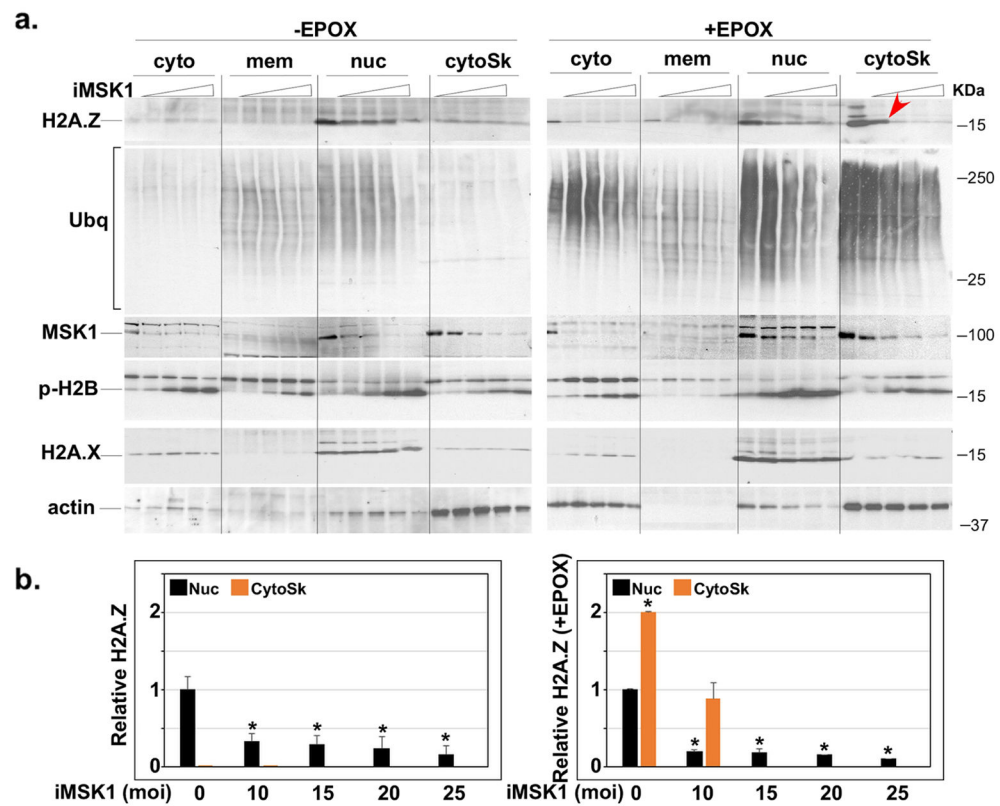 a.
-EPOX +EPOX
cyto mem nuc cytoSk cyto mem nuc cytoSk
iMSK1 KDa
H2A.Z –15
Ubq –250
–25
MSK1 –100
p-H2B –15
H2A.X –15
actin –37
b.
Relative H2A.Z
Nuc CytoSk
2
1
0
* * * *
iMSK1 (moi) 0 10 15 20 25
Relative H2A.Z (+EPOX)
Nuc CytoSk
2
1
0
* * * * *
iMSK1 (moi) 0 10 15 20 25